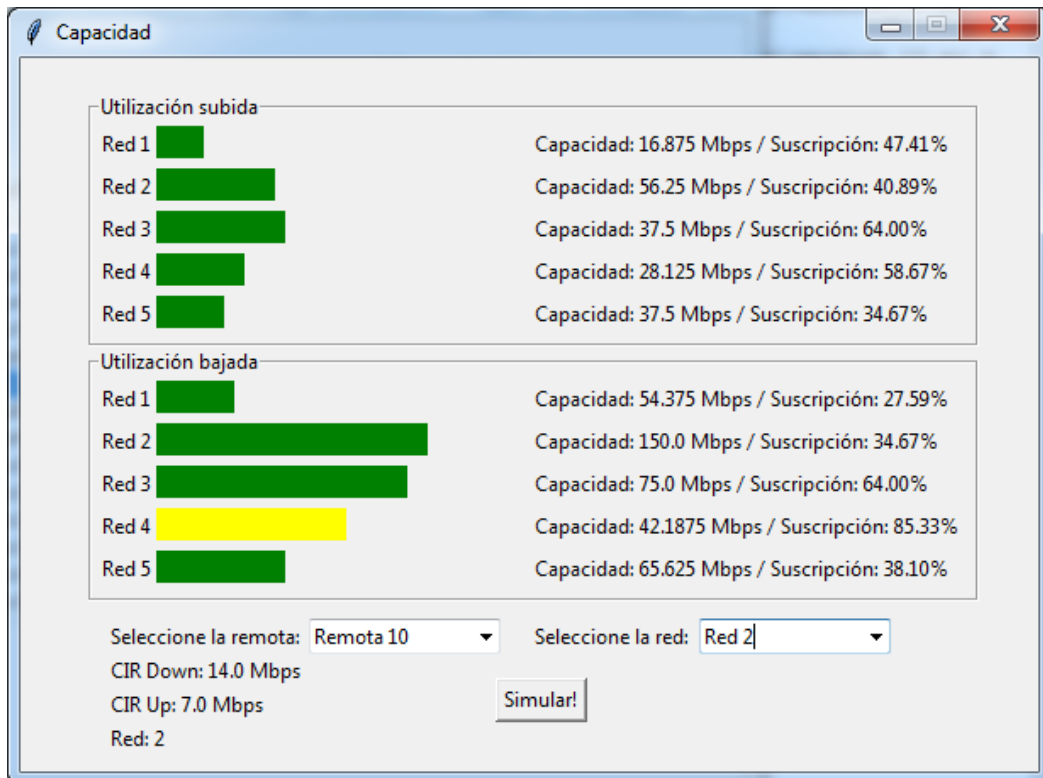 Capacidad
Utilización subida
Red 1 Capacidad: 16.875 Mbps / Suscripción: 47.41%
Red 2 Capacidad: 56.25 Mbps / Suscripción: 40.89%
Red 3 Capacidad: 37.5 Mbps / Suscripción: 64.00%
Red 4 Capacidad: 28.125 Mbps / Suscripción: 58.67%
Red 5 Capacidad: 37.5 Mbps / Suscripción: 34.67%
Utilización bajada
Red 1 Capacidad: 54.375 Mbps / Suscripción: 27.59%
Red 2 Capacidad: 150.0 Mbps / Suscripción: 34.67%
Red 3 Capacidad: 75.0 Mbps / Suscripción: 64.00%
Red 4 Capacidad: 42.1875 Mbps / Suscripción: 85.33%
Red 5 Capacidad: 65.625 Mbps / Suscripción: 38.10%
Seleccione la remota: Remota 10 Seleccione la red: Red 2
CIR Down: 14.0 Mbps
CIR Up: 7.0 Mbps
Simular!
Red: 2